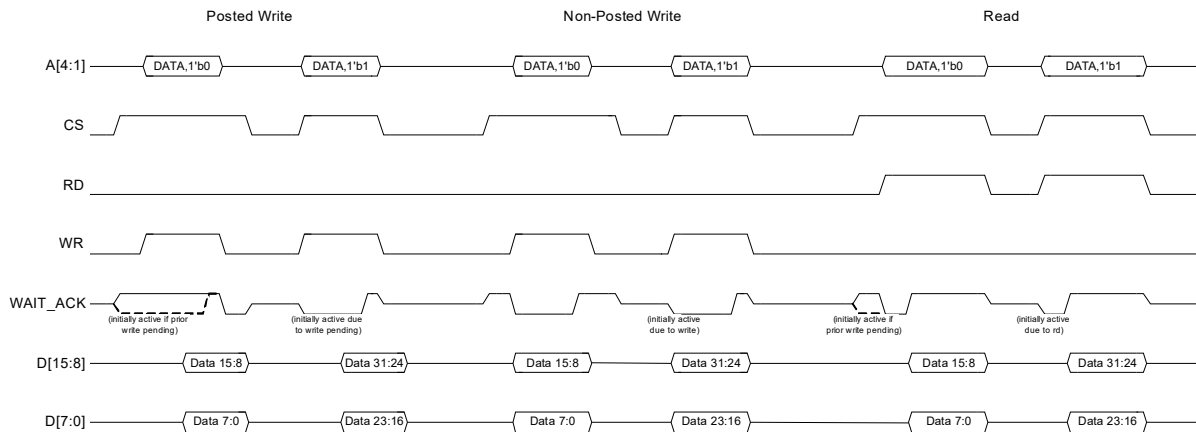 Posted Write Non-Posted Write Read
A[4:1] DATA,1'b0 DATA,1'b1 DATA,1'b0 DATA,1'b1 DATA,1'b0 DATA,1'b1
CS
RD
WR
WAIT_ACK
(initially active if prior
write pending)
(initially active due
to write pending)
(initially active
due to write)
(initially active if
prior write pending)
(initially active
due to rd)
D[15:8] Data 15:8 Data 31:24 Data 15:8 Data 31:24 Data 15:8 Data 31:24
D[7:0] Data 7:0 Data 23:16 Data 7:0 Data 23:16 Data 7:0 Data 23:16